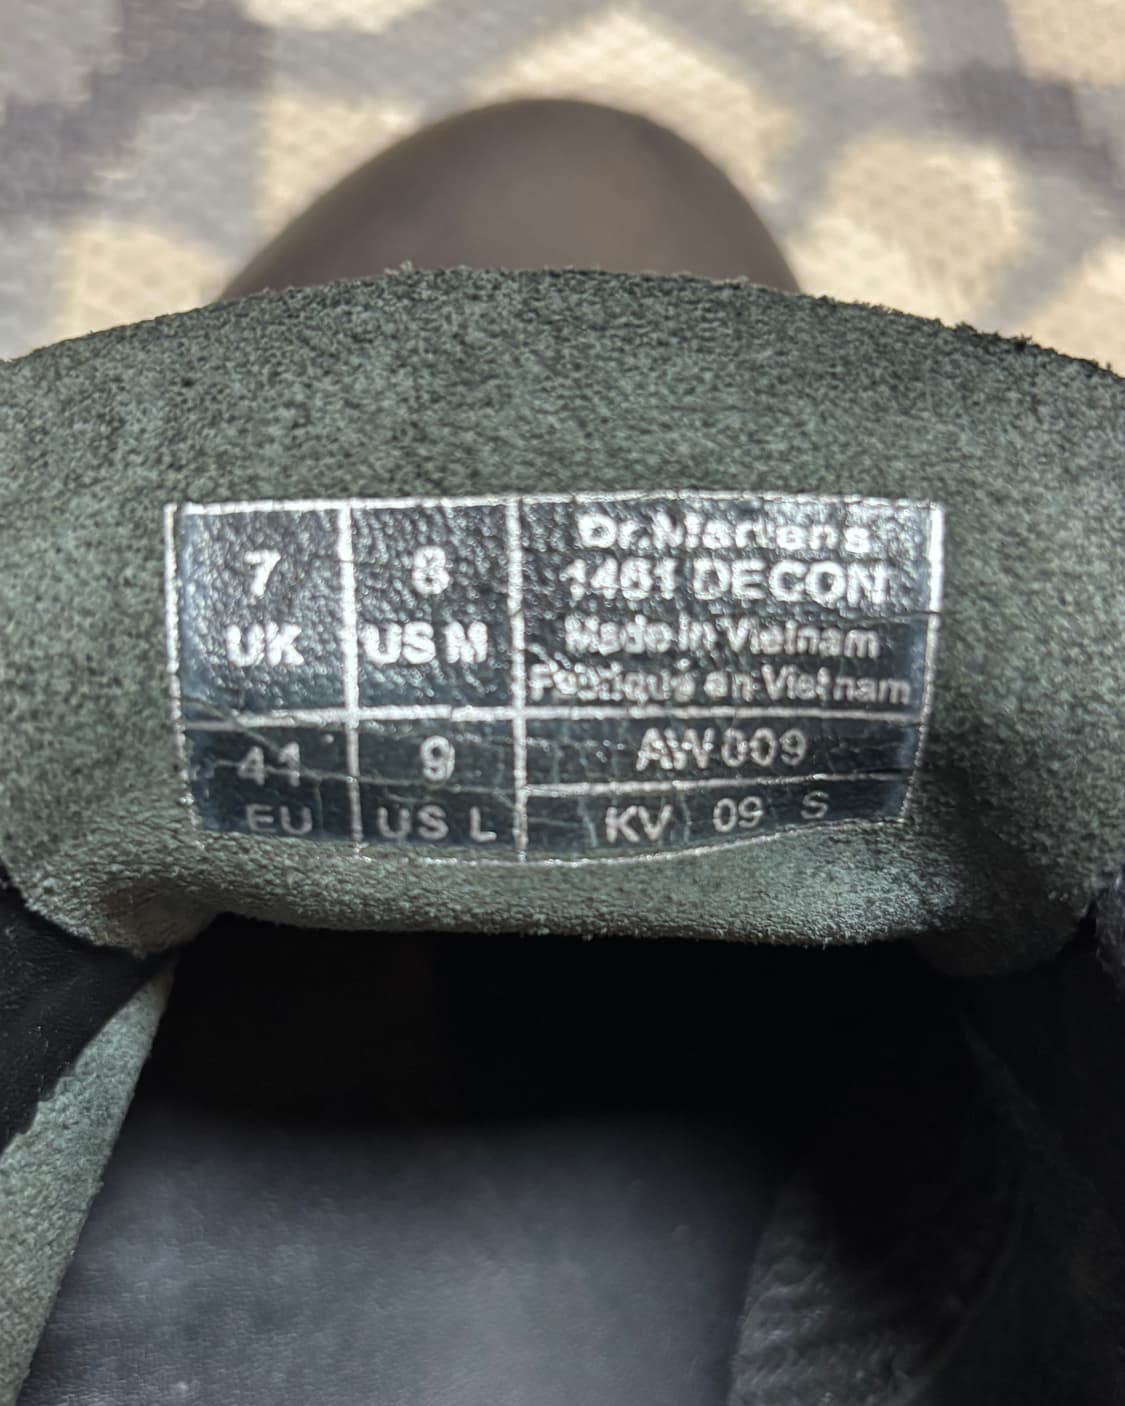 7
UK
8
US M
Dr.Martens
1461 DECON
Made in Vietnam
Fabriqué en Vietnam
41
EU
9
US L
AW009
KV 09 S